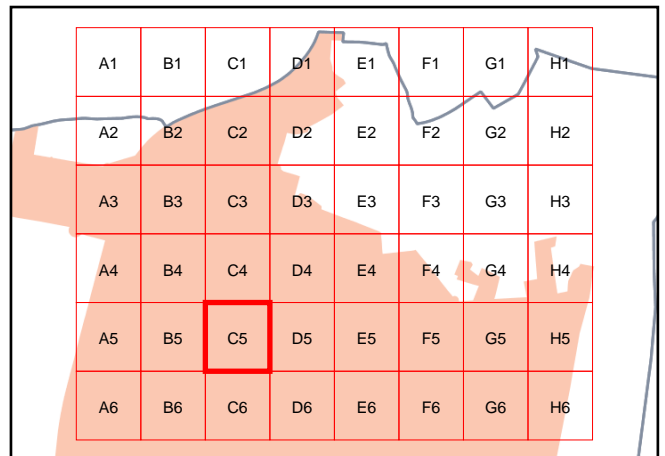 A1 B1 C1 D1 E1 F1 G1 H1
A2 B2 C2 D2 E2 F2 G2 H2
A3 B3 C3 D3 E3 F3 G3 H3
A4 B4 C4 D4 E4 F4 G4 H4
A5 B5 C5 D5 E5 F5 G5 H5
A6 B6 C6 D6 E6 F6 G6 H6